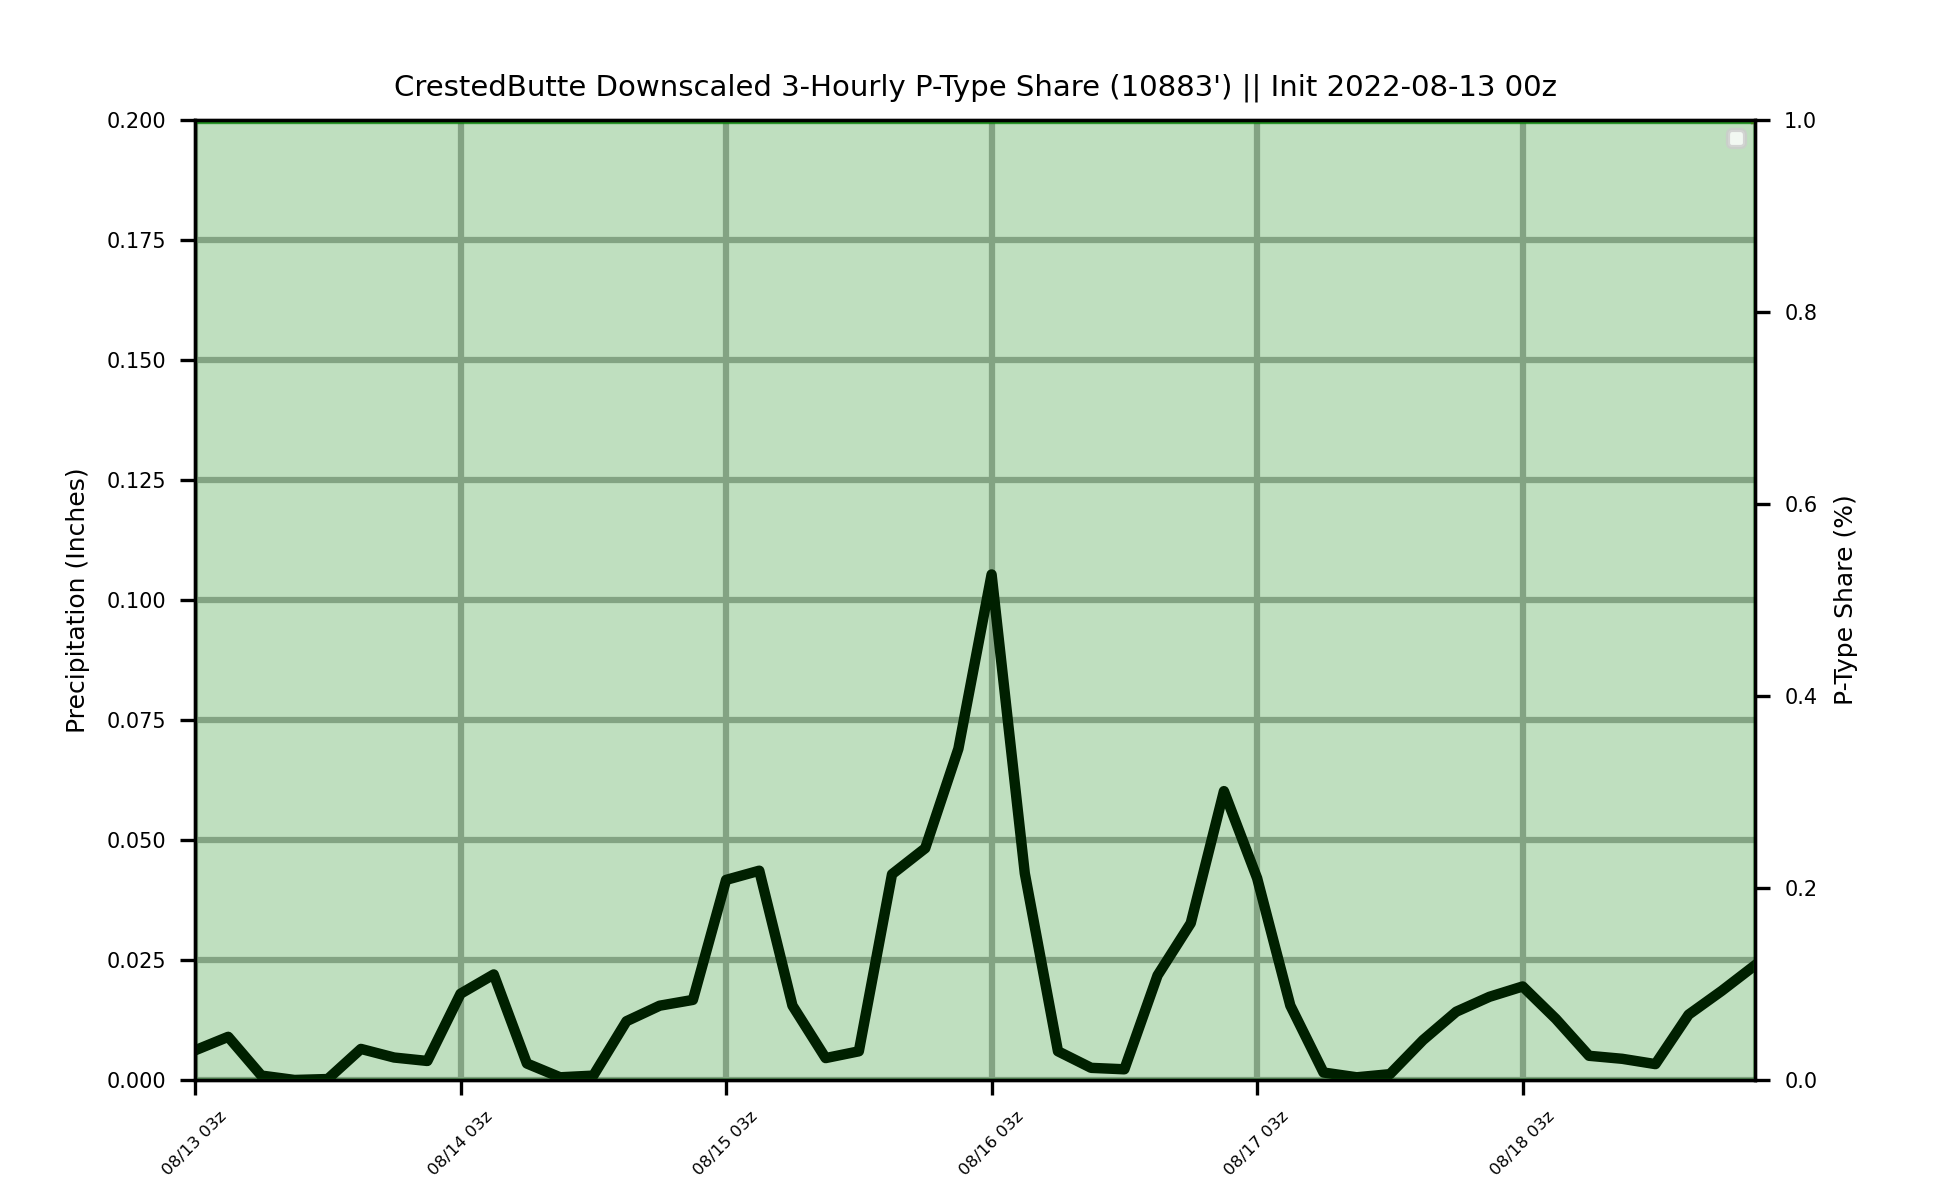 CrestedButte Downscaled 3-Hourly P-Type Share (10883') || Init 2022-08-13 00z
0.200
0.175
0.150
0.125
0.100
0.075
0.050
0.025
0.000
Precipitation (Inches)
1.0
0.8
0.6
0.4
0.2
0.0
P-Type Share (%)
08/13 03z
08/14 03z
08/15 03z
08/16 03z
08/17 03z
08/18 03z